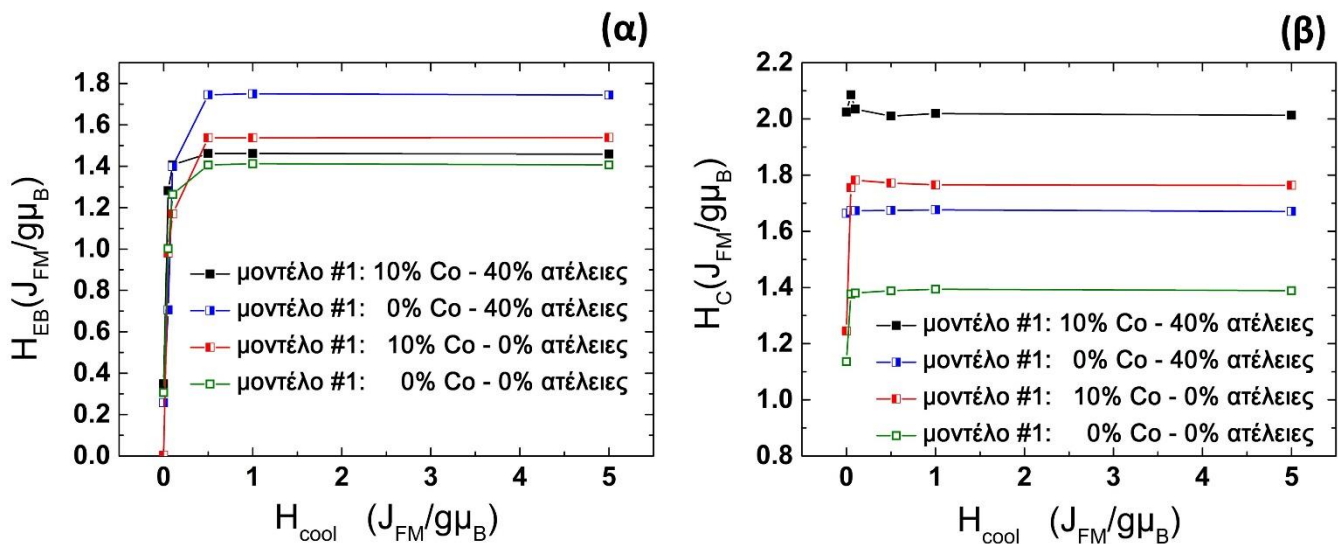 (α)
1.8
1.6
1.4
1.2
1.0
0.8
0.6
0.4
0.2
0.0
H_EB(J_FM/gμ_B)
μοντέλο #1: 10% Co - 40% ατέλειες
μοντέλο #1: 0% Co - 40% ατέλειες
μοντέλο #1: 10% Co - 0% ατέλειες
μοντέλο #1: 0% Co - 0% ατέλειες
0 1 2 3 4 5
H_cool (J_FM/gμ_B)
(β)
2.2
2.0
1.8
1.6
1.4
1.2
1.0
0.8
H_C(J_FM/gμ_B)
μοντέλο #1: 10% Co - 40% ατέλειες
μοντέλο #1: 0% Co - 40% ατέλειες
μοντέλο #1: 10% Co - 0% ατέλειες
μοντέλο #1: 0% Co - 0% ατέλειες
0 1 2 3 4 5
H_cool (J_FM/gμ_B)